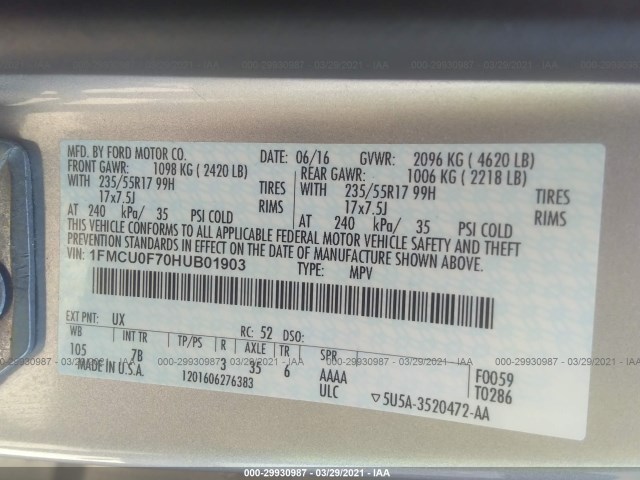 000-29930987 - 03/29/2021 - IAA
MFD. BY FORD MOTOR CO. DATE: 06/16 GVWR: 2096 KG ( 4620 LB)
FRONT GAWR: 1098 KG ( 2420 LB) REAR GAWR: 1006 KG ( 2218 LB)
WITH 235/55R17 99H TIRES WITH 235/55R17 99H TIRES
17x7.5J RIMS 17x7.5J RIMS
AT 240 kPa/ 35 PSI COLD AT 240 kPa/ 35 PSI COLD
THIS VEHICLE CONFORMS TO ALL APPLICABLE FEDERAL MOTOR VEHICLE SAFETY AND THEFT
PREVENTION STANDARDS IN EFFECT ON THE DATE OF MANUFACTURE SHOWN ABOVE.
VIN: 1FMCU0F70HUB01903 TYPE: MPV
EXT PNT: UX RC: 52 DSO:
WB INT TR TP/PS R AXLE TR SPR
105 7B 3 35 6 AAAA F0059
MADE IN U.S.A. 1201606276383 ULC T0286
▽5U5A-3520472-AA
000-29930987 - 03/29/2021 - IAA